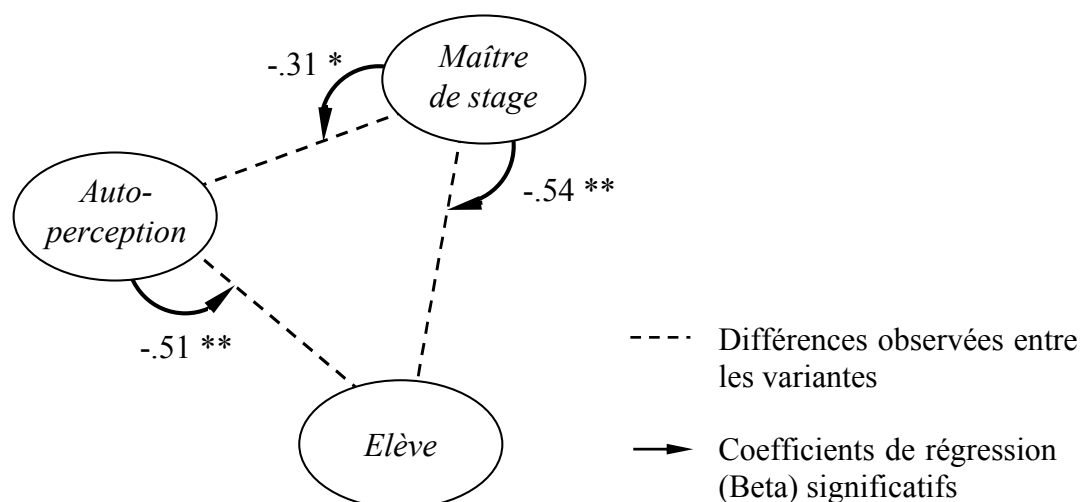 -.31 *
Maître
de stage
Auto-
perception
-.54 **
-.51 **
Elève
Différences observées entre
les variantes
Coefficients de régression
(Beta) significatifs